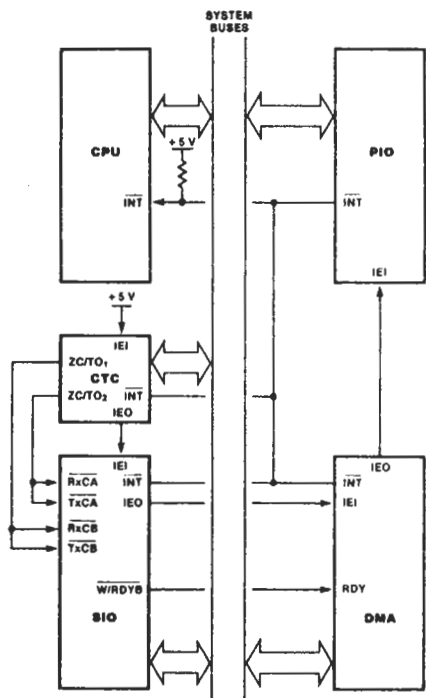 SYSTEM
BUSES
CPU
+5 V
INT
PIO
INT
IEI
+5 V
IEI
ZC/TO1
CTC
ZC/TO2
INT
IEO
IEI
RxCA
INT
TxCA
IEO
RxCB
TxCB
W/RDYB
SIO
IEO
INT
IEI
RDY
DMA